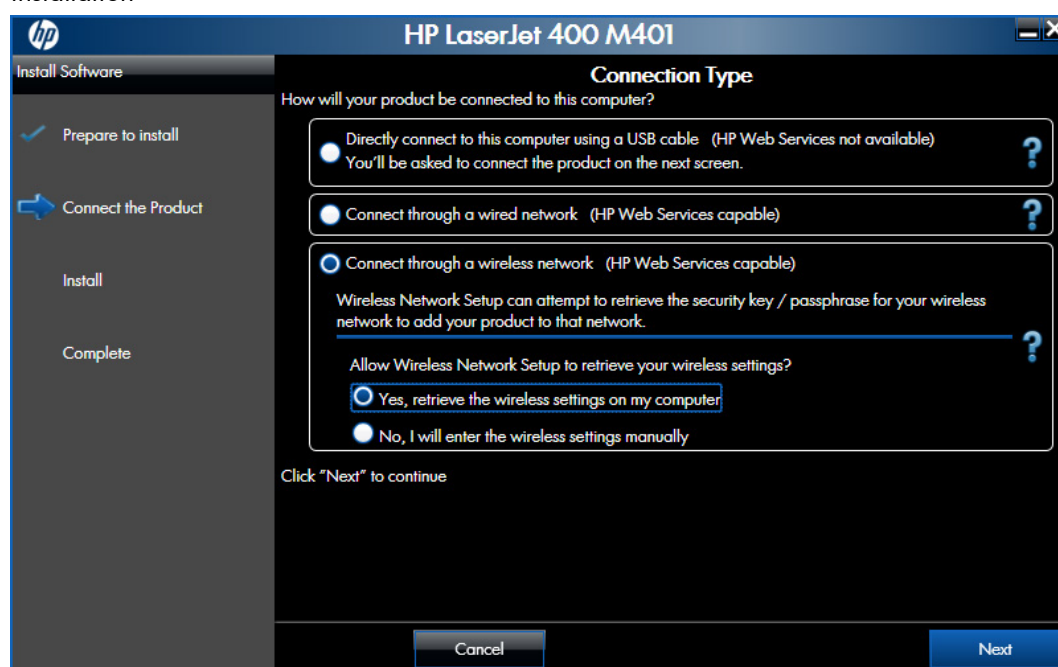 HP LaserJet 400 M401
Install Software
Prepare to install
Connect the Product
Install
Complete
Connection Type
How will your product be connected to this computer?
Directly connect to this computer using a USB cable (HP Web Services not available)
You'll be asked to connect the product on the next screen.
?
Connect through a wired network (HP Web Services capable)
?
Connect through a wireless network (HP Web Services capable)
Wireless Network Setup can attempt to retrieve the security key / passphrase for your wireless
network to add your product to that network.
?
Allow Wireless Network Setup to retrieve your wireless settings?
Yes, retrieve the wireless settings on my computer
No, I will enter the wireless settings manually
Click "Next" to continue
Cancel
Next